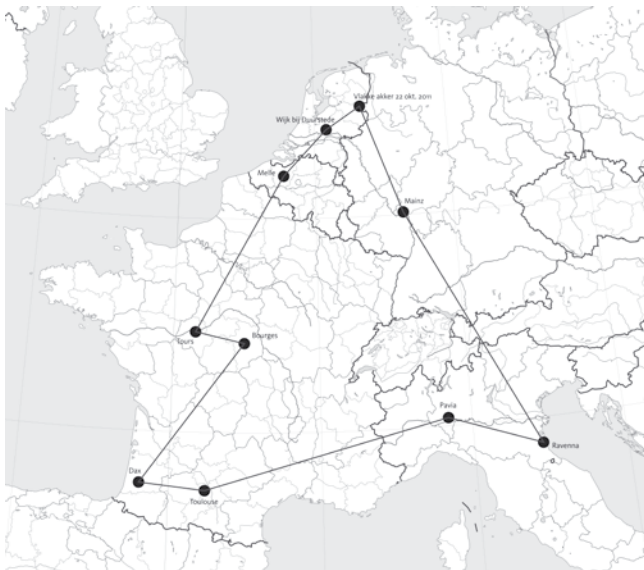 Vlakke akker 22 okt. 2011
Wijk bij Duurstede
Melle
Mainz
Tours
Bourges
Pavia
Ravenna
Dax
Toulouse